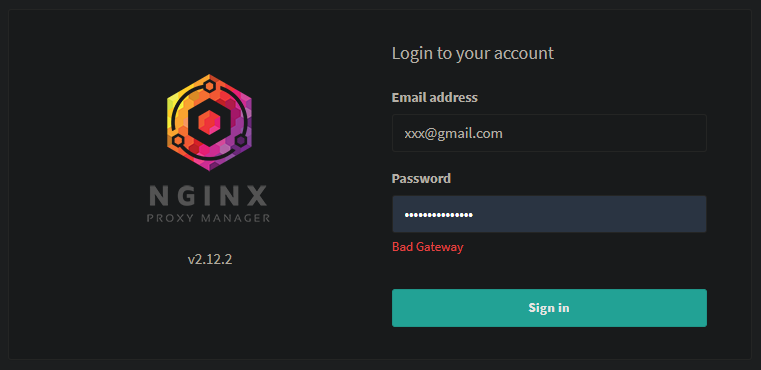 NGINX
PROXY MANAGER
v2.12.2
Login to your account
Email address
xxx@gmail.com
Password
•••••••••••••••
Bad Gateway
Sign in